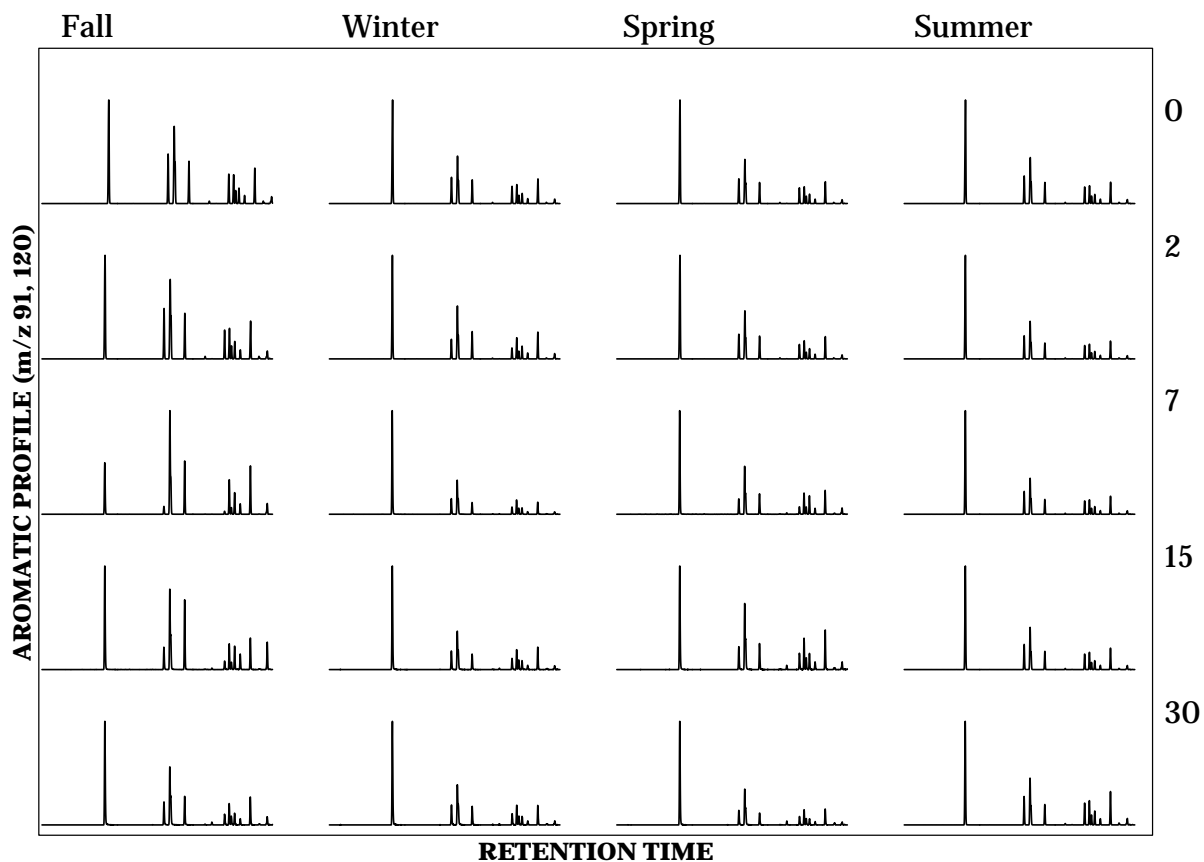 Fall Winter Spring Summer
0
2
7
15
30
AROMATIC PROFILE (m/z 91, 120)
RETENTION TIME